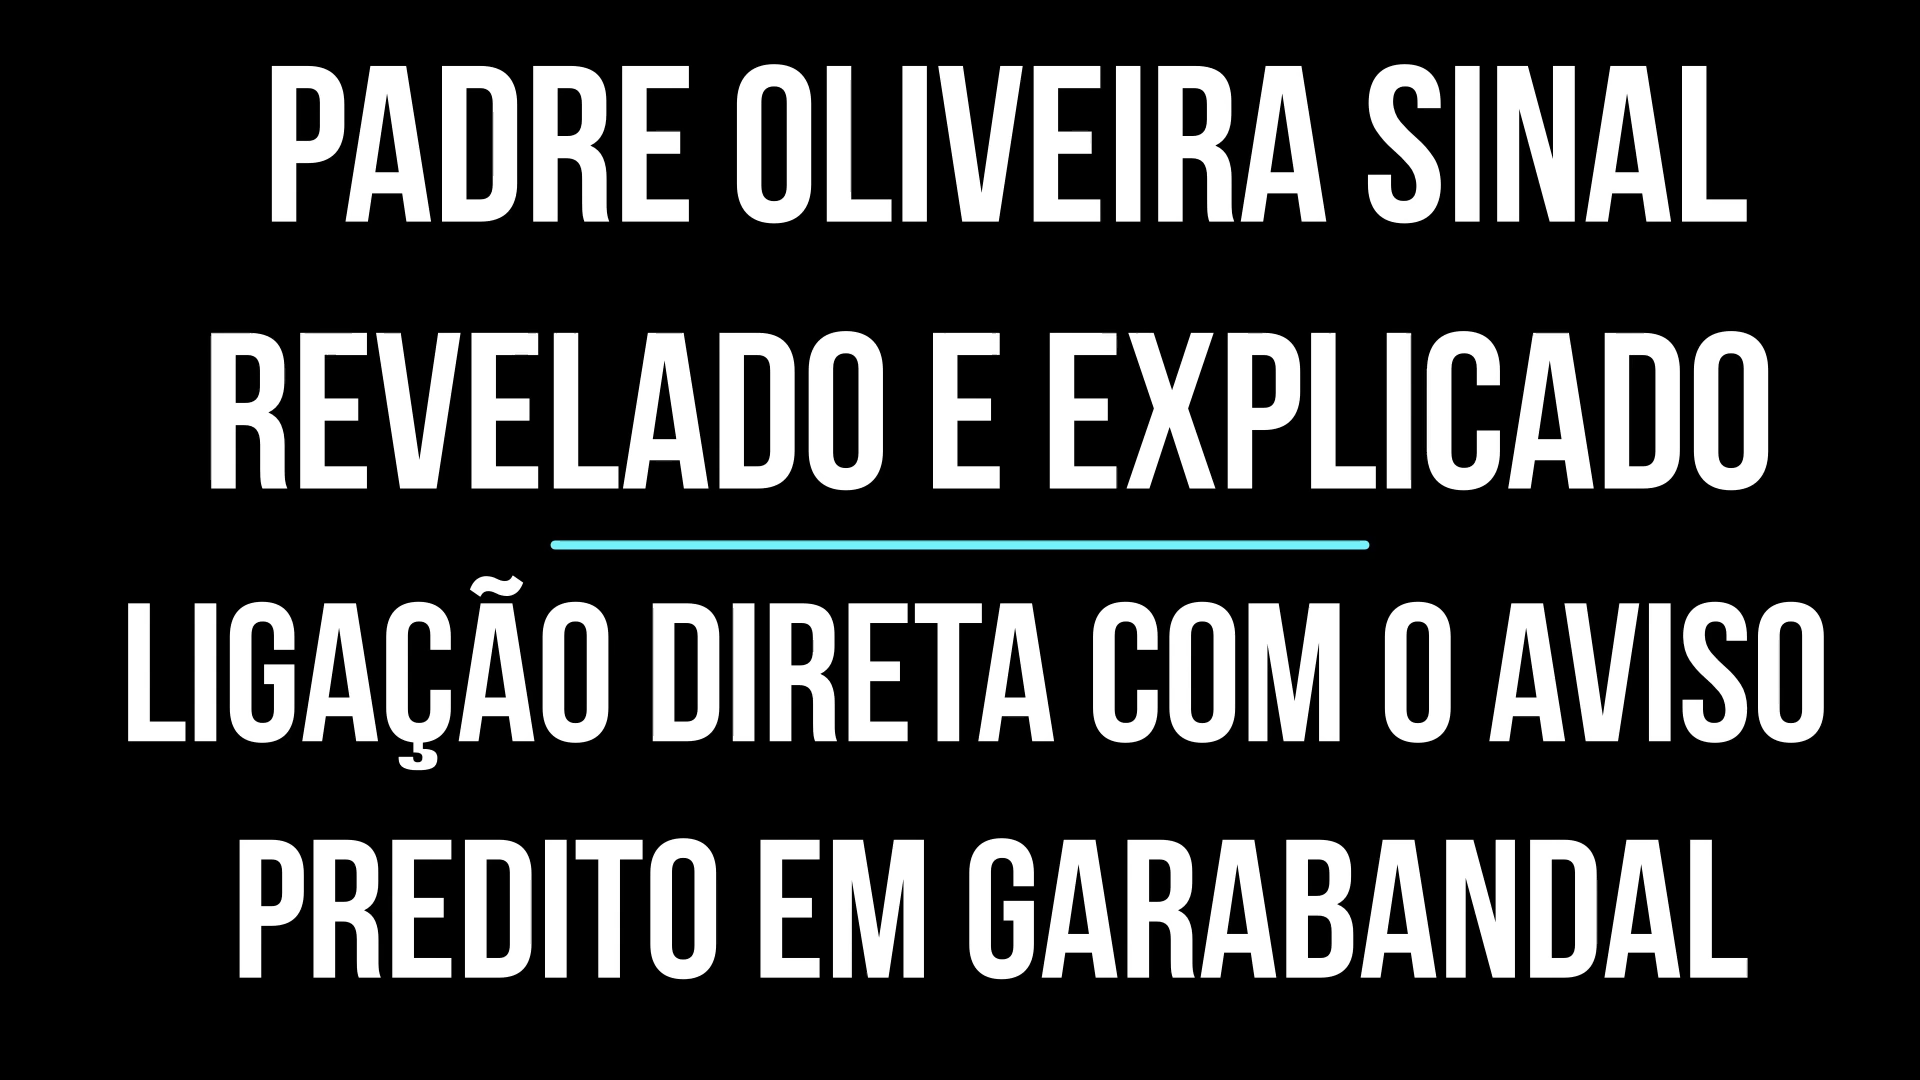 PADRE OLIVEIRA SINAL
REVELADO E EXPLICADO
LIGAÇÃO DIRETA COM O AVISO
PREDITO EM GARABANDAL